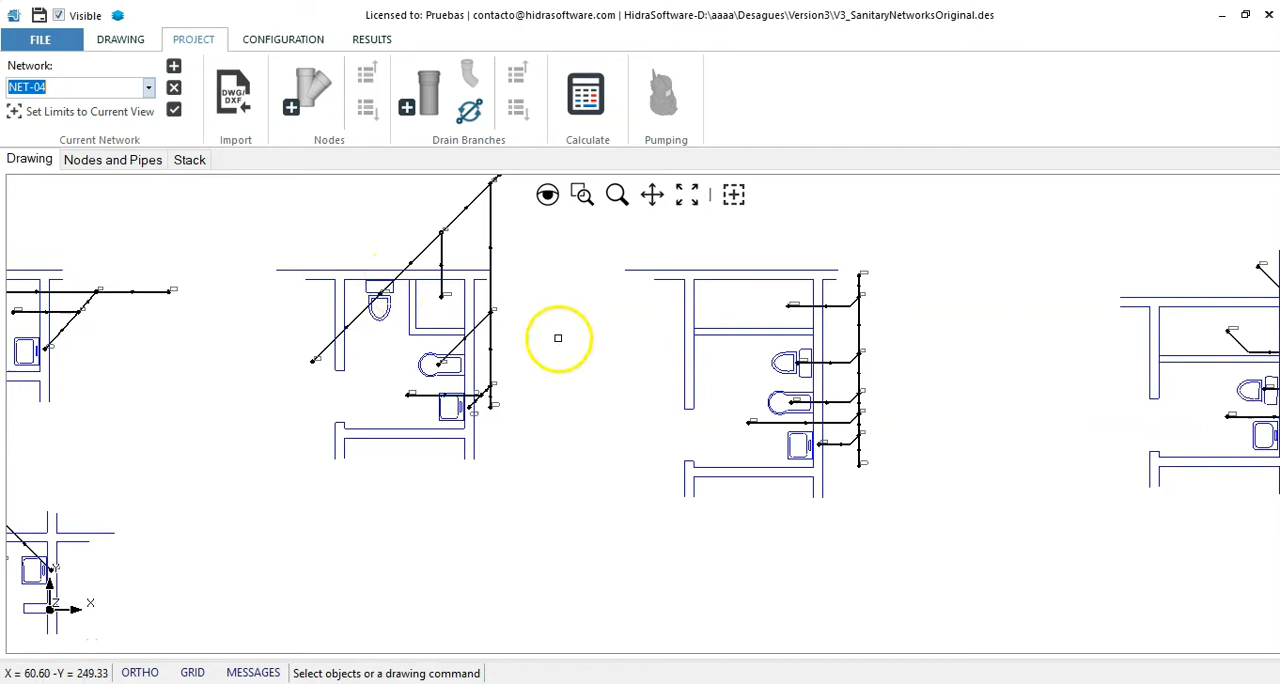 Visible
Licensed to: Pruebas | contacto@hidrasoftware.com | HidraSoftware-D:\aaaa\Desagues\Version3\V3_SanitaryNetworksOriginal.des
FILE
DRAWING
PROJECT
CONFIGURATION
RESULTS
Network:
NET-04
Set Limits to Current View
Current Network
DWG/
DXF
Import
Nodes
Drain Branches
Calculate
Pumping
Drawing
Nodes and Pipes
Stack
Y
Z
X
X = 60.60 -Y = 249.33
ORTHO
GRID
MESSAGES
Select objects or a drawing command